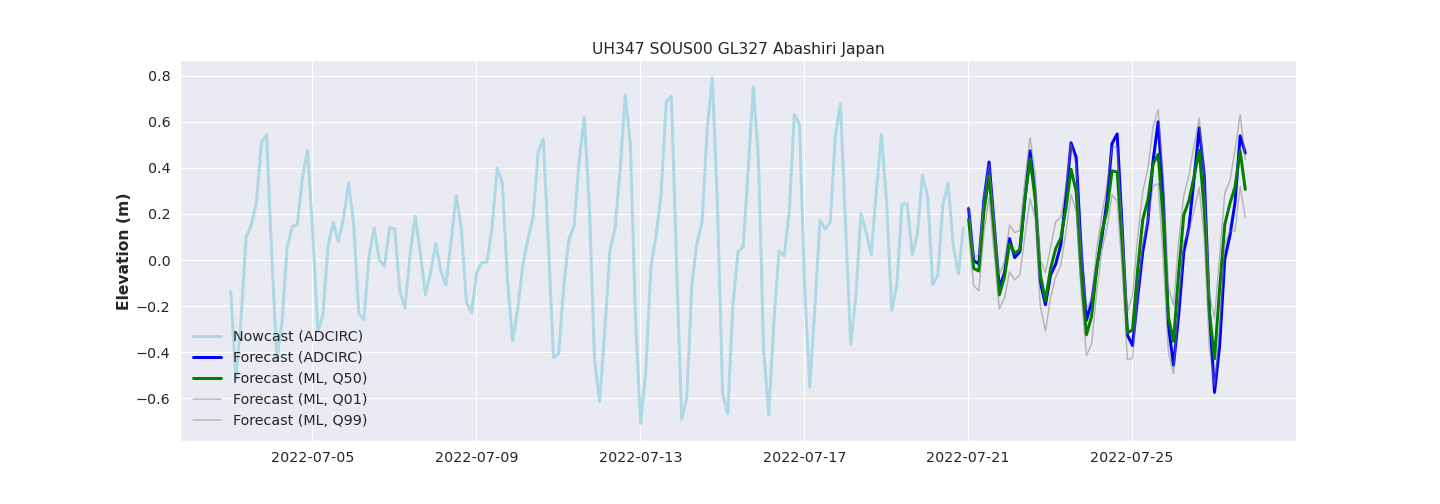 UH347 SOUS00 GL327 Abashiri Japan
Elevation (m)
0.8
0.6
0.4
0.2
0.0
−0.2
−0.4
−0.6
Nowcast (ADCIRC)
Forecast (ADCIRC)
Forecast (ML, Q50)
Forecast (ML, Q01)
Forecast (ML, Q99)
2022-07-05
2022-07-09
2022-07-13
2022-07-17
2022-07-21
2022-07-25